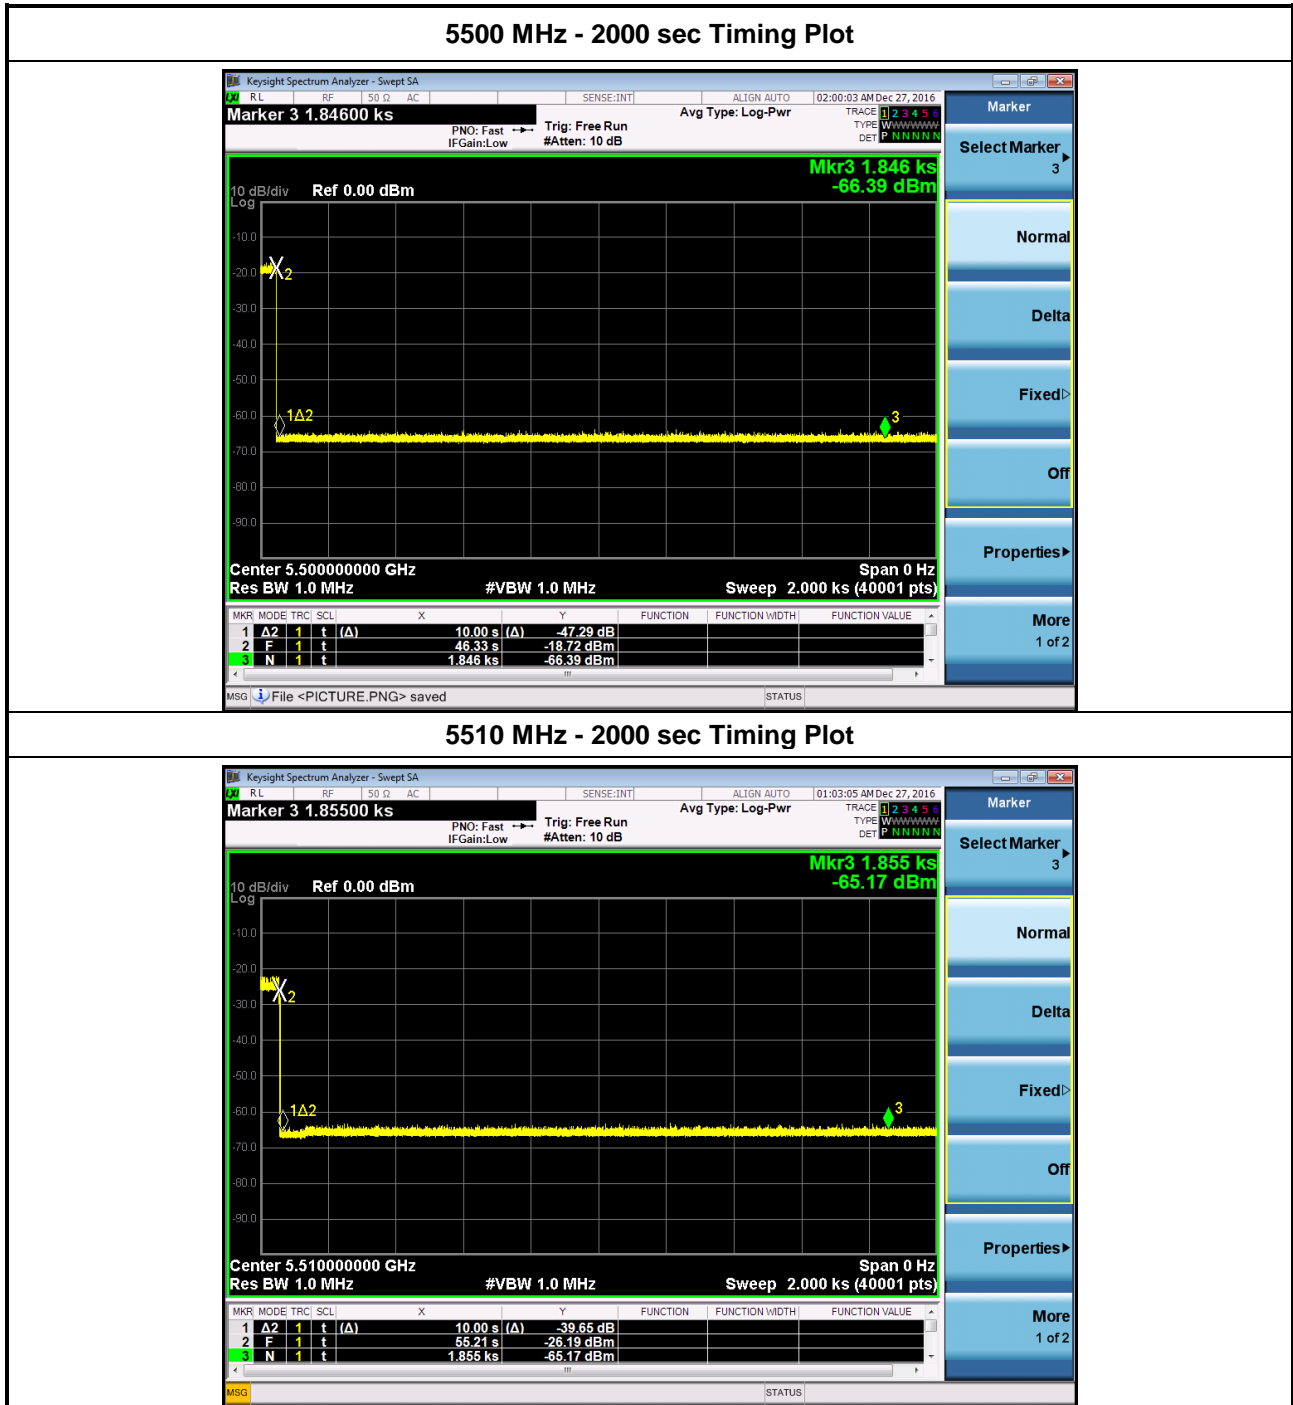 5500 MHz - 2000 sec Timing Plot
Keysight Spectrum Analyzer - Swept SA
LXI RL RF 50 Ω AC SENSE:INT ALIGN AUTO 02:00:03 AM Dec 27, 2016
Marker 3 1.84600 ks
PNO: Fast Trig: Free Run Avg Type: Log-Pwr TRACE 1 2 3 4 5 6
TYPE WWWWWW
IFGain:Low #Atten: 10 dB DET P NNNNN
Marker
Select Marker
3
Normal
Delta
Fixed
Off
Properties
More
1 of 2
Mkr3 1.846 ks
10 dB/div Ref 0.00 dBm -66.39 dBm
Log
-10.0
-20.0
-30.0
-40.0
-50.0
-60.0
-70.0
-80.0
-90.0
2
1Δ2
3
Center 5.500000000 GHz Span 0 Hz
Res BW 1.0 MHz #VBW 1.0 MHz Sweep 2.000 ks (40001 pts)
MKR MODE TRC SCL X Y FUNCTION FUNCTION WIDTH FUNCTION VALUE
1 Δ2 1 t (Δ) 10.00 s (Δ) -47.29 dB
2 F 1 t 46.33 s -18.72 dBm
3 N 1 t 1.846 ks -66.39 dBm
MSG File <PICTURE.PNG> saved STATUS
5510 MHz - 2000 sec Timing Plot
Keysight Spectrum Analyzer - Swept SA
LXI RL RF 50 Ω AC SENSE:INT ALIGN AUTO 01:03:05 AM Dec 27, 2016
Marker 3 1.85500 ks
PNO: Fast Trig: Free Run Avg Type: Log-Pwr TRACE 1 2 3 4 5 6
TYPE WWWWWW
IFGain:Low #Atten: 10 dB DET P NNNNN
Marker
Select Marker
3
Normal
Delta
Fixed
Off
Properties
More
1 of 2
Mkr3 1.855 ks
10 dB/div Ref 0.00 dBm -65.17 dBm
Log
-10.0
-20.0
-30.0
-40.0
-50.0
-60.0
-70.0
-80.0
-90.0
2
1Δ2
3
Center 5.510000000 GHz Span 0 Hz
Res BW 1.0 MHz #VBW 1.0 MHz Sweep 2.000 ks (40001 pts)
MKR MODE TRC SCL X Y FUNCTION FUNCTION WIDTH FUNCTION VALUE
1 Δ2 1 t (Δ) 10.00 s (Δ) -39.65 dB
2 F 1 t 55.21 s -26.19 dBm
3 N 1 t 1.855 ks -65.17 dBm
MSG STATUS